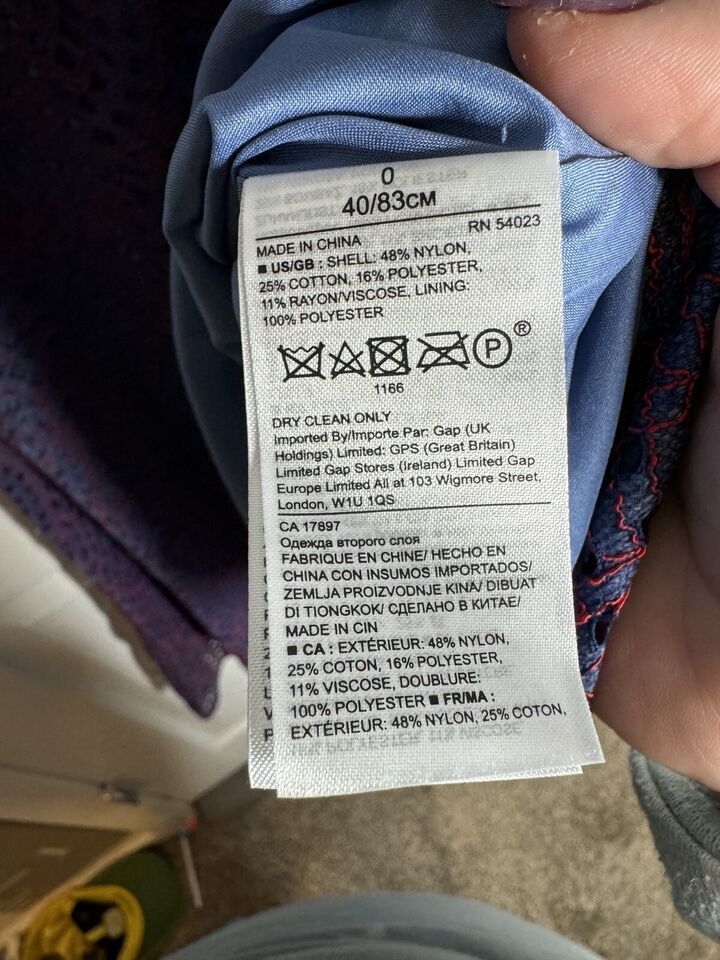 0
40/83CM
RN 54023
MADE IN CHINA
■ US/GB : SHELL: 48% NYLON,
25% COTTON, 16% POLYESTER,
11% RAYON/VISCOSE, LINING:
100% POLYESTER
P ®
1166
DRY CLEAN ONLY
Imported By/Importe Par: Gap (UK
Holdings) Limited: GPS (Great Britain)
Limited Gap Stores (Ireland) Limited Gap
Europe Limited All at 103 Wigmore Street,
London, W1U 1QS
CA 17897
Одежда второго слоя
FABRIQUE EN CHINE/ HECHO EN
CHINA CON INSUMOS IMPORTADOS/
ZEMLJA PROIZVODNJE KINA/ DIBUAT
DI TIONGKOK/ СДЕЛАНО В КИТАЕ/
MADE IN CIN
■ CA : EXTÉRIEUR: 48% NYLON,
25% COTTON, 16% POLYESTER,
11% VISCOSE, DOUBLURE:
100% POLYESTER ■ FR/MA :
EXTÉRIEUR: 48% NYLON, 25% COTON,